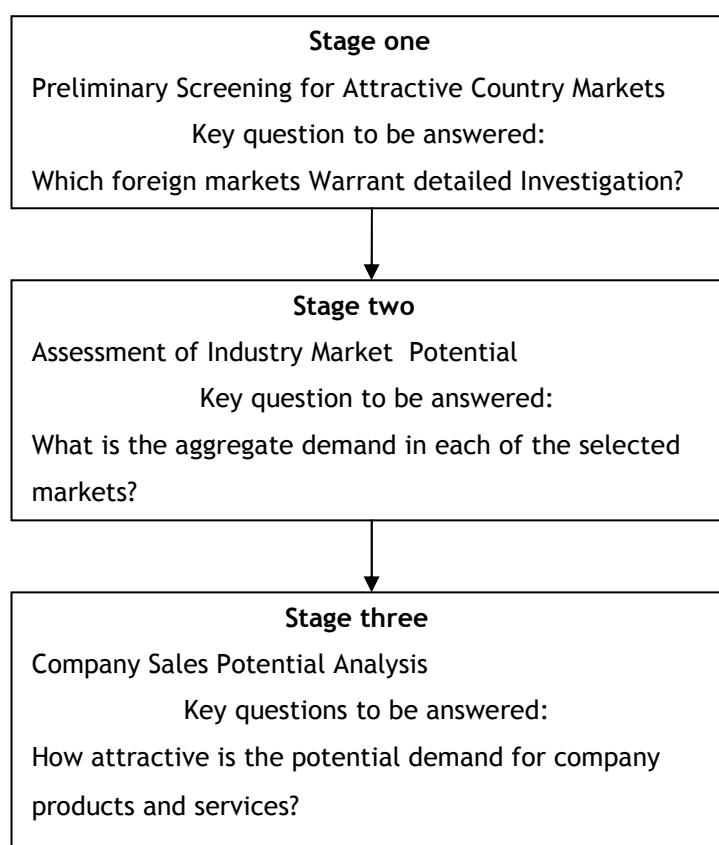 Stage one
Preliminary Screening for Attractive Country Markets
Key question to be answered:
Which foreign markets Warrant detailed Investigation?
Stage two
Assessment of Industry Market Potential
Key question to be answered:
What is the aggregate demand in each of the selected
markets?
Stage three
Company Sales Potential Analysis
Key questions to be answered:
How attractive is the potential demand for company
products and services?